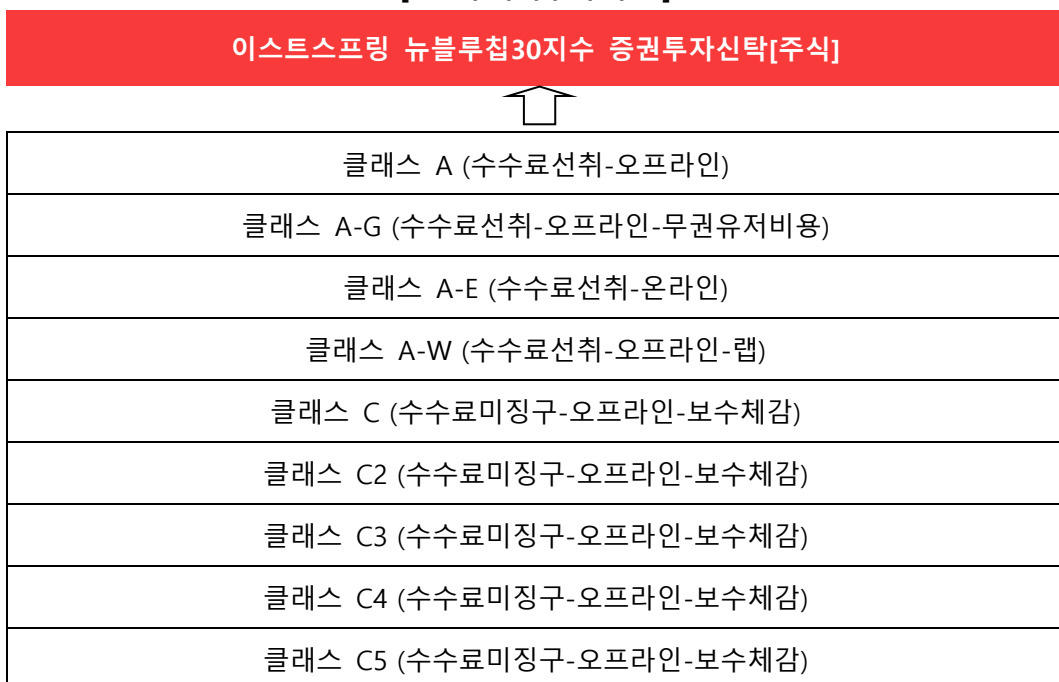 이스트스프링 뉴블루칩30지수 증권투자신탁[주식]
클래스 A (수수료선취-오프라인)
클래스 A-G (수수료선취-오프라인-무권유저비용)
클래스 A-E (수수료선취-온라인)
클래스 A-W (수수료선취-오프라인-랩)
클래스 C (수수료미징구-오프라인-보수체감)
클래스 C2 (수수료미징구-오프라인-보수체감)
클래스 C3 (수수료미징구-오프라인-보수체감)
클래스 C4 (수수료미징구-오프라인-보수체감)
클래스 C5 (수수료미징구-오프라인-보수체감)